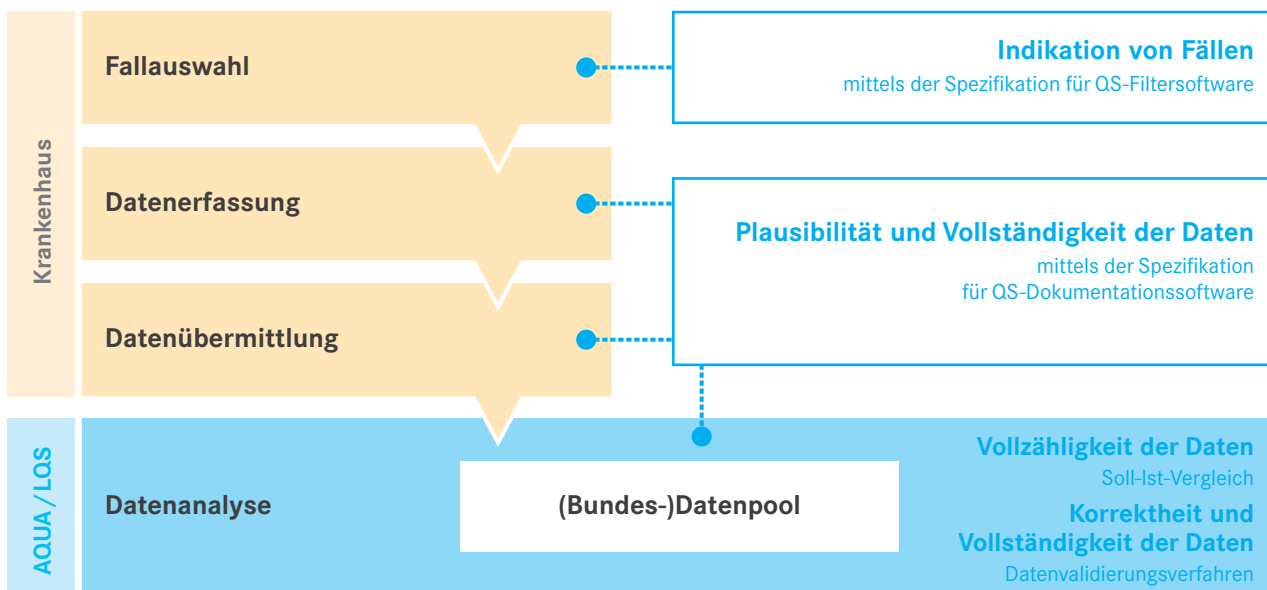 Krankenhaus
Fallauswahl
Indikation von Fällen
mittels der Spezifikation für QS-Filtersoftware
Datenerfassung
Plausibilität und Vollständigkeit der Daten
mittels der Spezifikation
für QS-Dokumentationssoftware
Datenübermittlung
AQUA / LQS
Datenanalyse
(Bundes-)Datenpool
Vollzähligkeit der Daten
Soll-Ist-Vergleich
Korrektheit und
Vollständigkeit der Daten
Datenvalidierungsverfahren